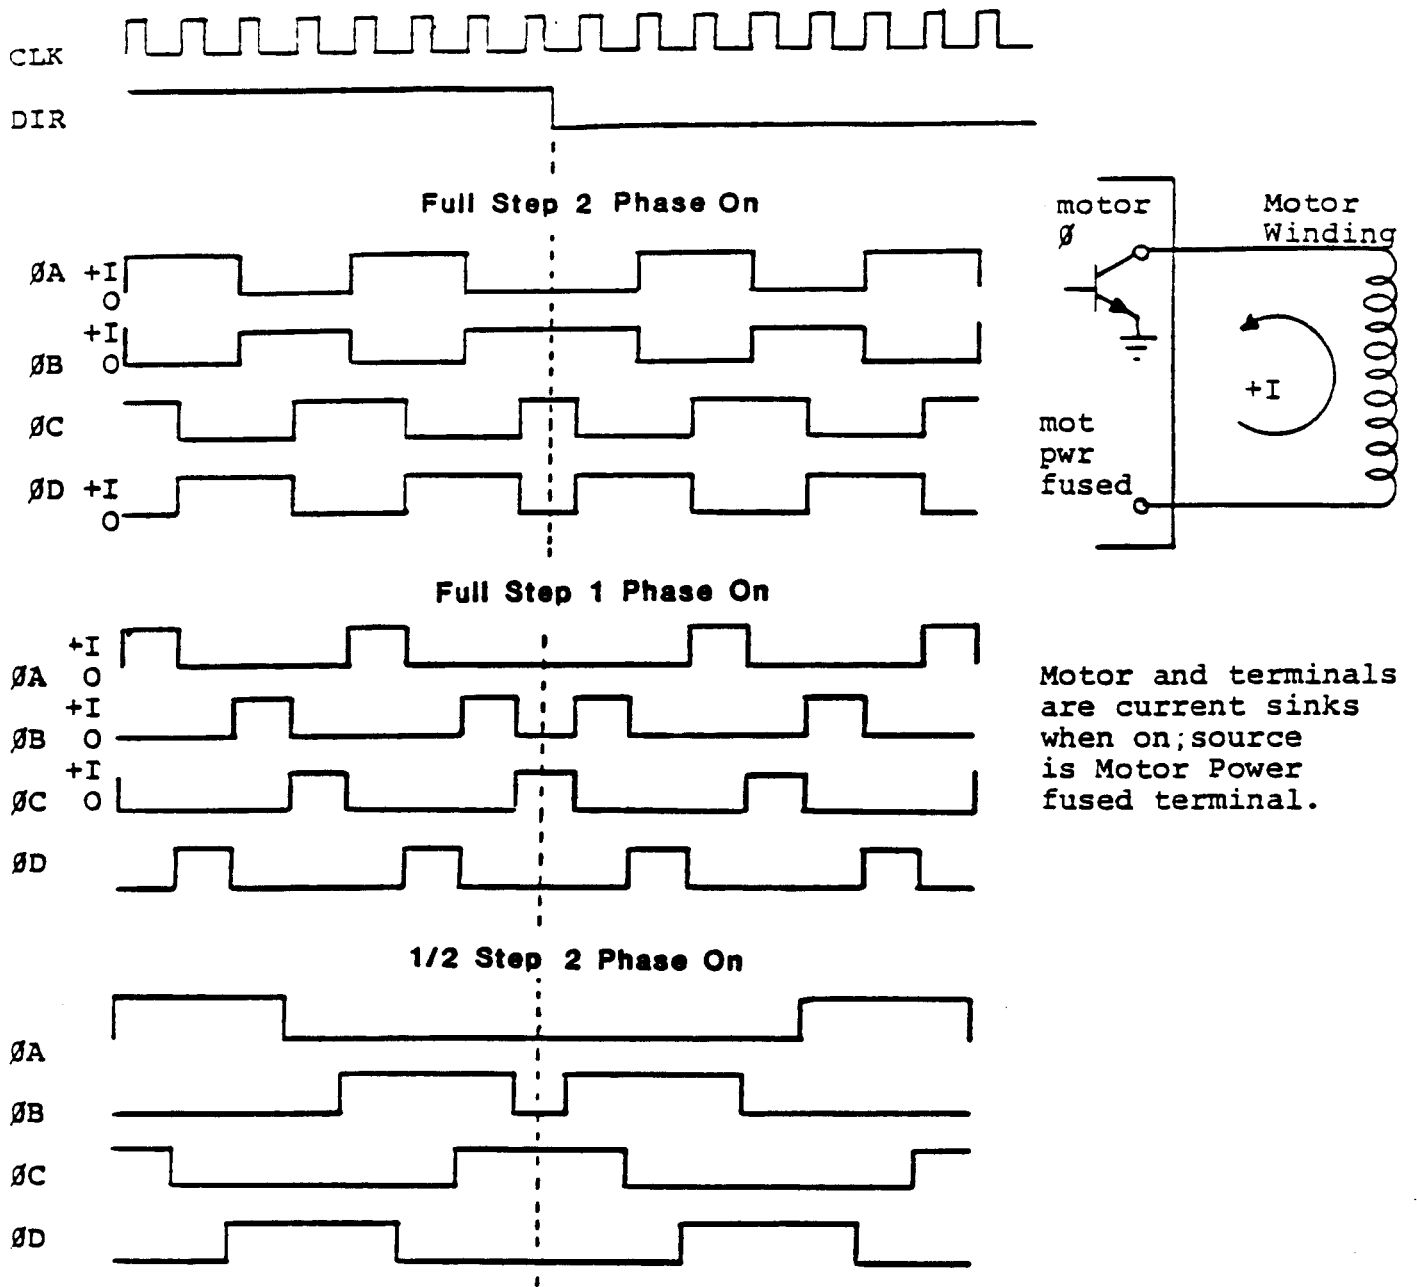 CLK
DIR
Full Step 2 Phase On
ØA +I
O
+I
ØB O
ØC
ØD +I
O
motor
Ø
Motor
Winding
+I
mot
pwr
fused
Full Step 1 Phase On
+I
ØA O
+I
ØB O
+I
ØC O
ØD
Motor and terminals
are current sinks
when on;source
is Motor Power
fused terminal.
1/2 Step 2 Phase On
ØA
ØB
ØC
ØD